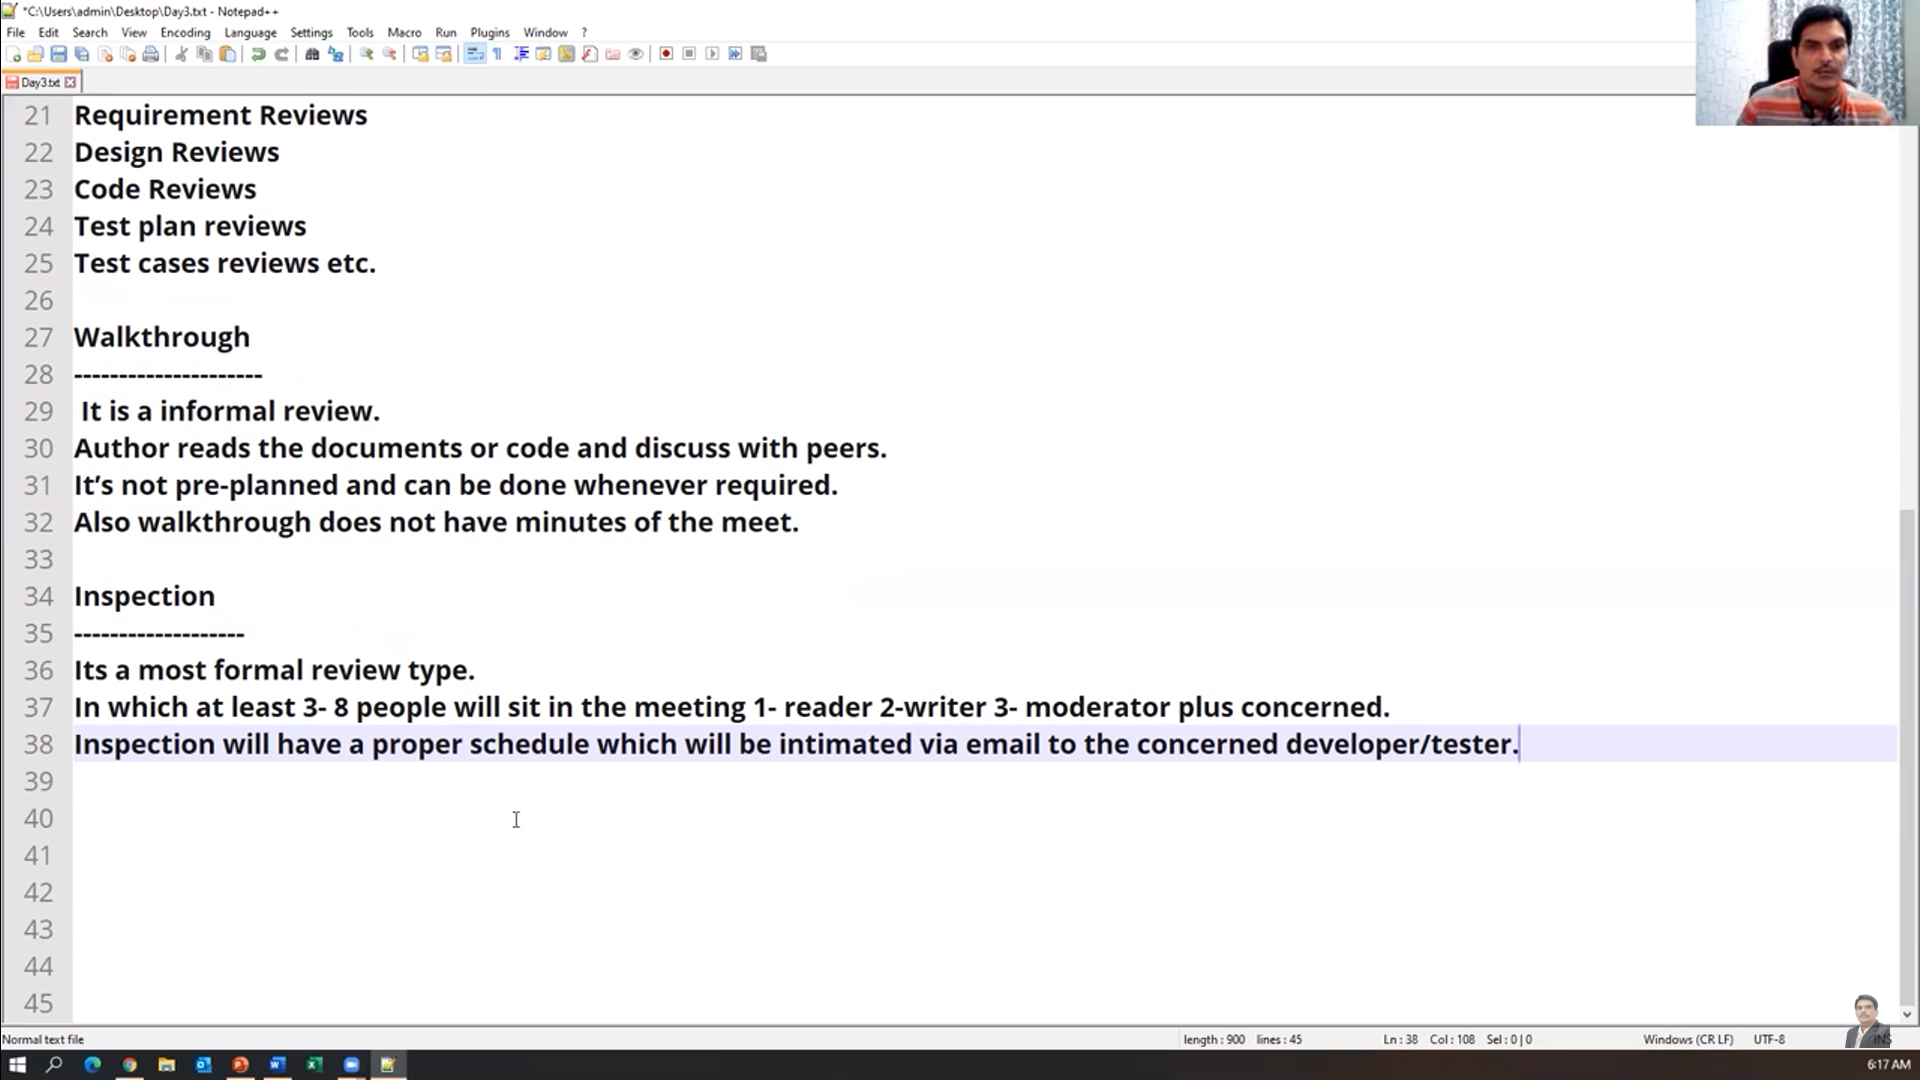 *C:\Users\admin\Desktop\Day3.txt - Notepad++
File Edit Search View Encoding Language Settings Tools Macro Run Plugins Window ?
Day3.txt
21 Requirement Reviews
22 Design Reviews
23 Code Reviews
24 Test plan reviews
25 Test cases reviews etc.
26
27 Walkthrough
28 ---------------------
29 It is a informal review.
30 Author reads the documents or code and discuss with peers.
31 It’s not pre-planned and can be done whenever required.
32 Also walkthrough does not have minutes of the meet.
33
34 Inspection
35 -------------------
36 Its a most formal review type.
37 In which at least 3- 8 people will sit in the meeting 1- reader 2-writer 3- moderator plus concerned.
38 Inspection will have a proper schedule which will be intimated via email to the concerned developer/tester.
39
40
41
42
43
44
45
Normal text file length : 900 lines : 45 Ln : 38 Col : 108 Sel : 0 | 0 Windows (CR LF) UTF-8 INS
6:17 AM